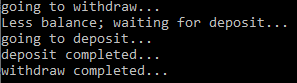 going to withdraw...
Less balance; waiting for deposit...
going to deposit...
deposit completed...
withdraw completed...